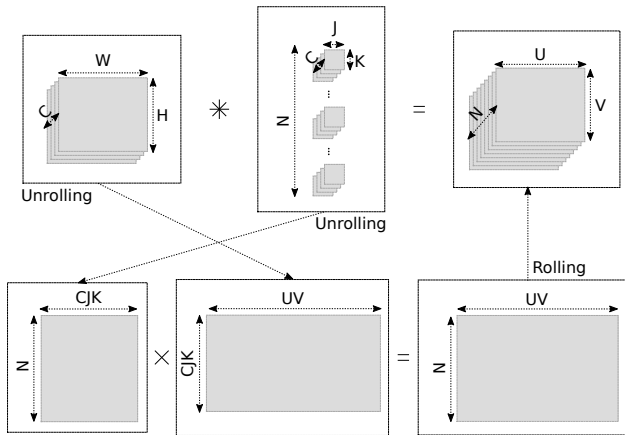 W
C
H
*
J
C
K
N
...
...
=
U
N
V
Unrolling
Unrolling
Rolling
CJK
N
×
UV
CJK
=
UV
N